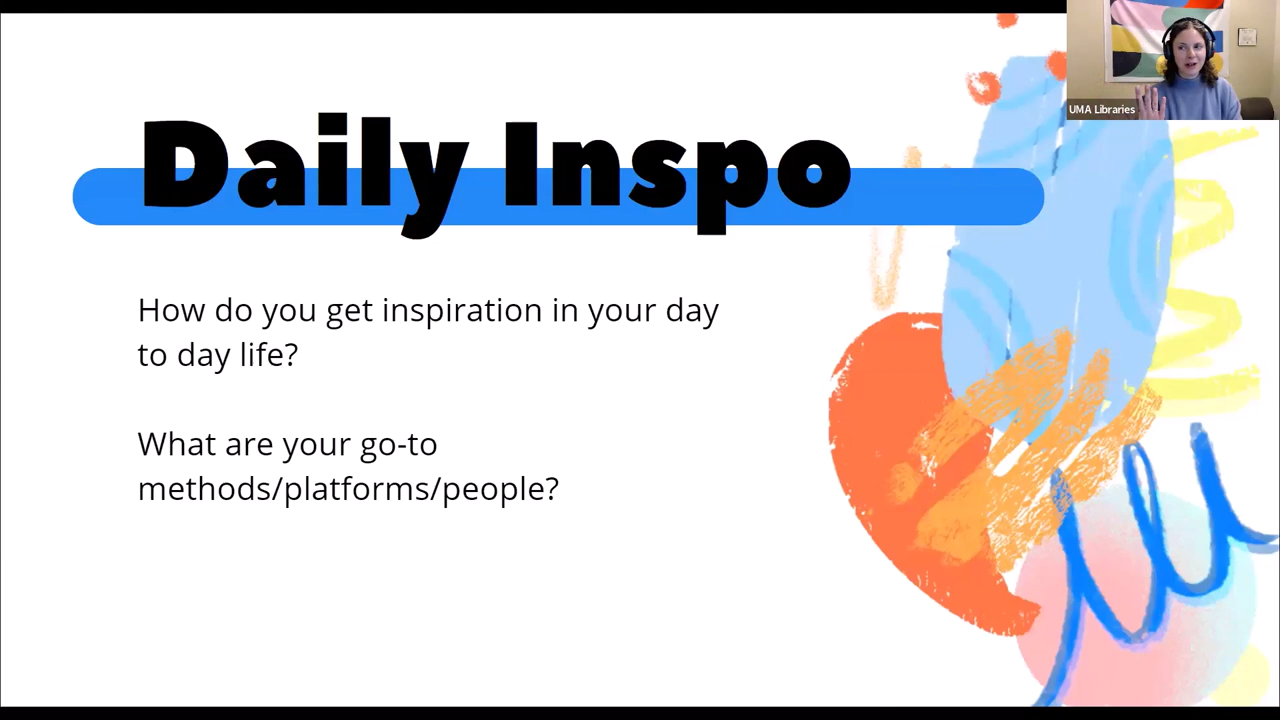 UMA Libraries
Daily Inspo
How do you get inspiration in your day
to day life?
What are your go-to
methods/platforms/people?